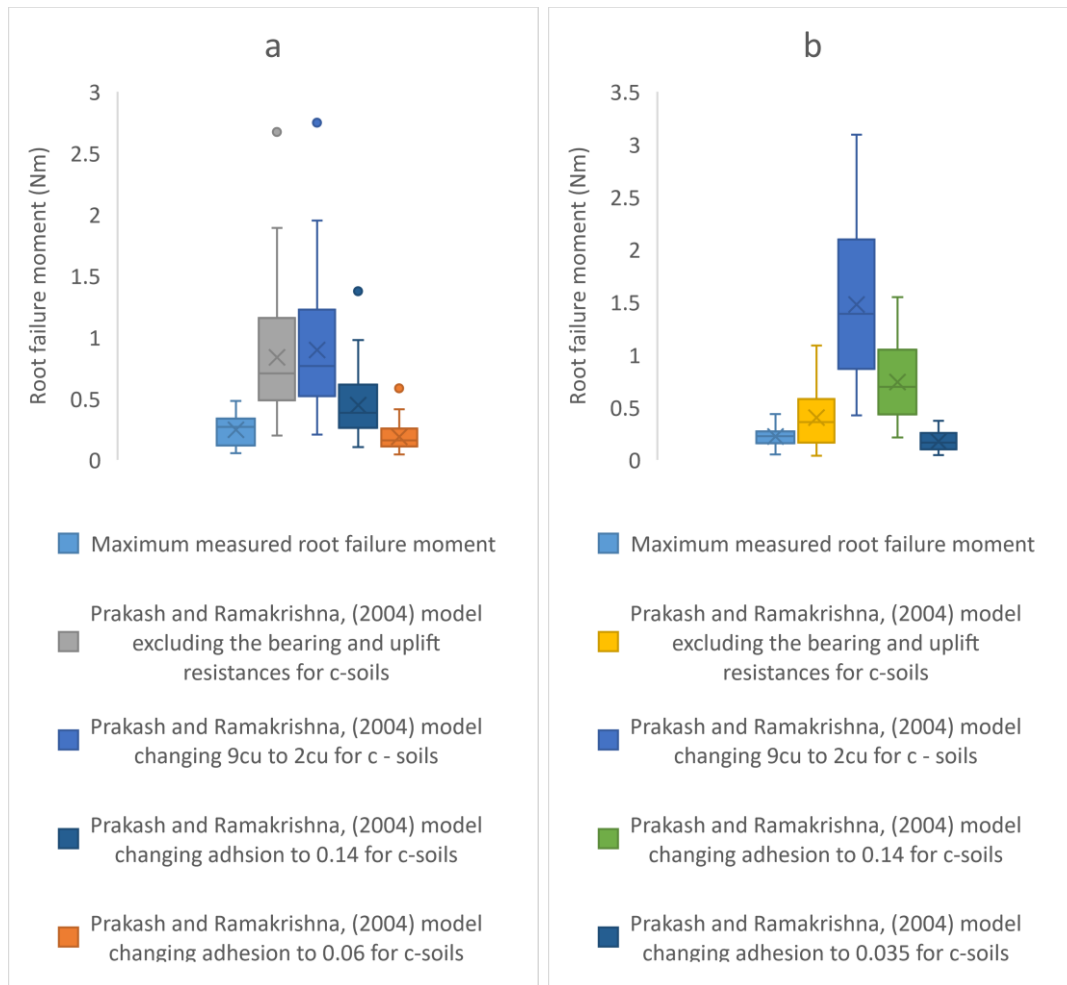 a
3
2.5
2
1.5
1
0.5
0
Root failure moment (Nm)
Maximum measured root failure moment
Prakash and Ramakrishna, (2004) model
excluding the bearing and uplift
resistances for c-soils
Prakash and Ramakrishna, (2004) model
changing 9cu to 2cu for c - soils
Prakash and Ramakrishna, (2004) model
changing adhsion to 0.14 for c-soils
Prakash and Ramakrishna, (2004) model
changing adhesion to 0.06 for c-soils
b
3.5
3
2.5
2
1.5
1
0.5
0
Root failure moment (Nm)
Maximum measured root failure moment
Prakash and Ramakrishna, (2004) model
excluding the bearing and uplift
resistances for c-soils
Prakash and Ramakrishna, (2004) model
changing 9cu to 2cu for c - soils
Prakash and Ramakrishna, (2004) model
changing adhesion to 0.14 for c-soils
Prakash and Ramakrishna, (2004) model
changing adhesion to 0.035 for c-soils